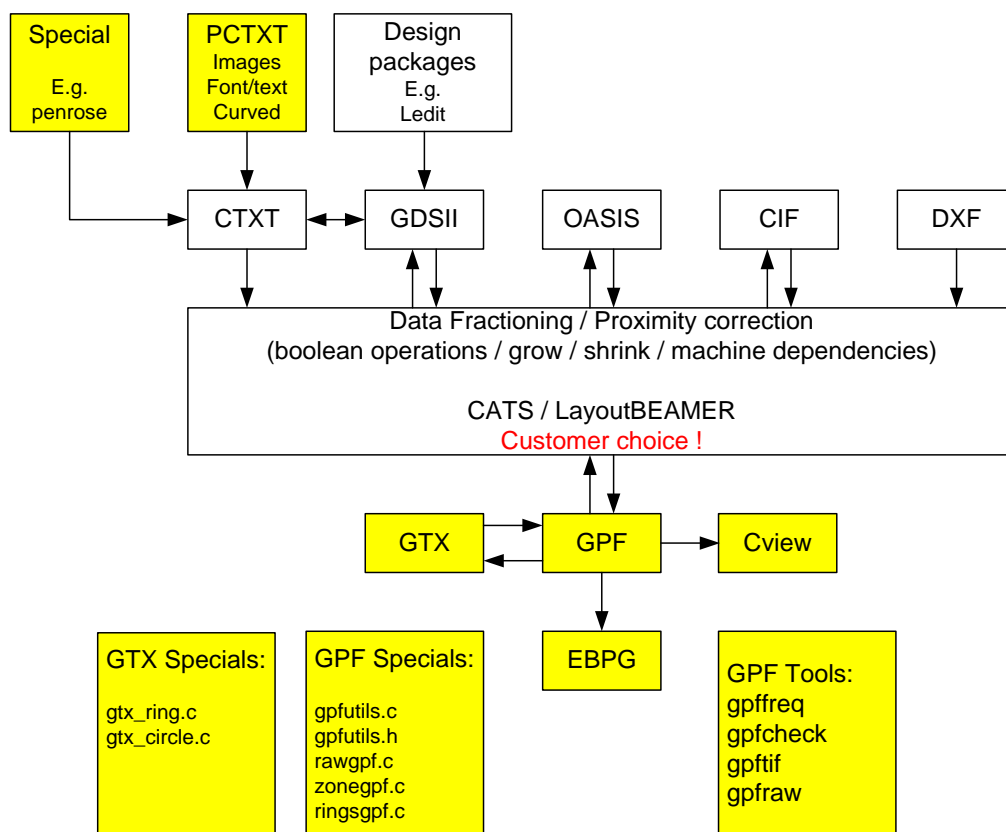 Special
E.g.
penrose
PCTXT
Images
Font/text
Curved
Design
packages
E.g.
Ledit
CTXT
GDSII
OASIS
CIF
DXF
Data Fractioning / Proximity correction
(boolean operations / grow / shrink / machine dependencies)
CATS / LayoutBEAMER
Customer choice !
GTX
GPF
Cview
EBPG
GTX Specials:
gtx_ring.c
gtx_circle.c
GPF Specials:
gpfutils.c
gpfutils.h
rawgpf.c
zonegpf.c
ringsgpf.c
GPF Tools:
gpffreq
gpfcheck
gpftif
gpfraw